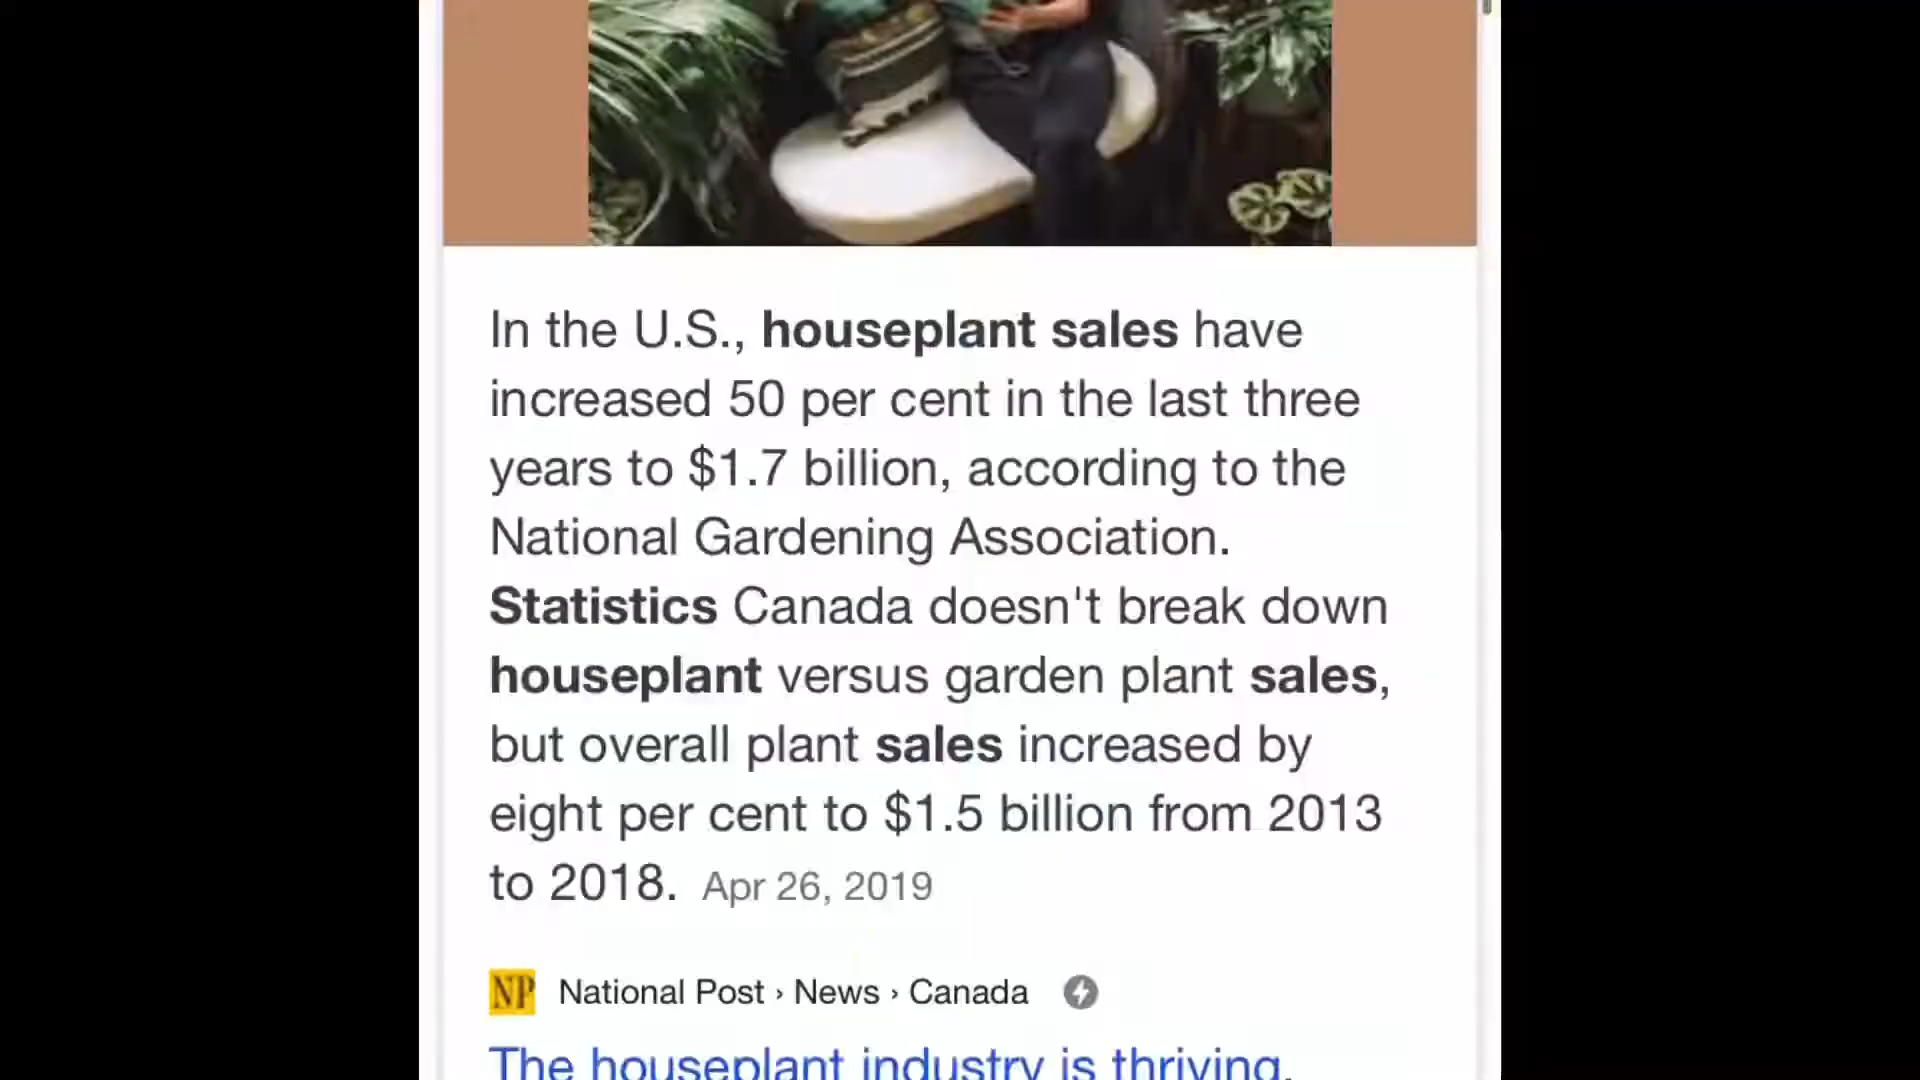 In the U.S., houseplant sales have
increased 50 per cent in the last three
years to $1.7 billion, according to the
National Gardening Association.
Statistics Canada doesn't break down
houseplant versus garden plant sales,
but overall plant sales increased by
eight per cent to $1.5 billion from 2013
to 2018. Apr 26, 2019
NP National Post › News › Canada
The houseplant industry is thriving,